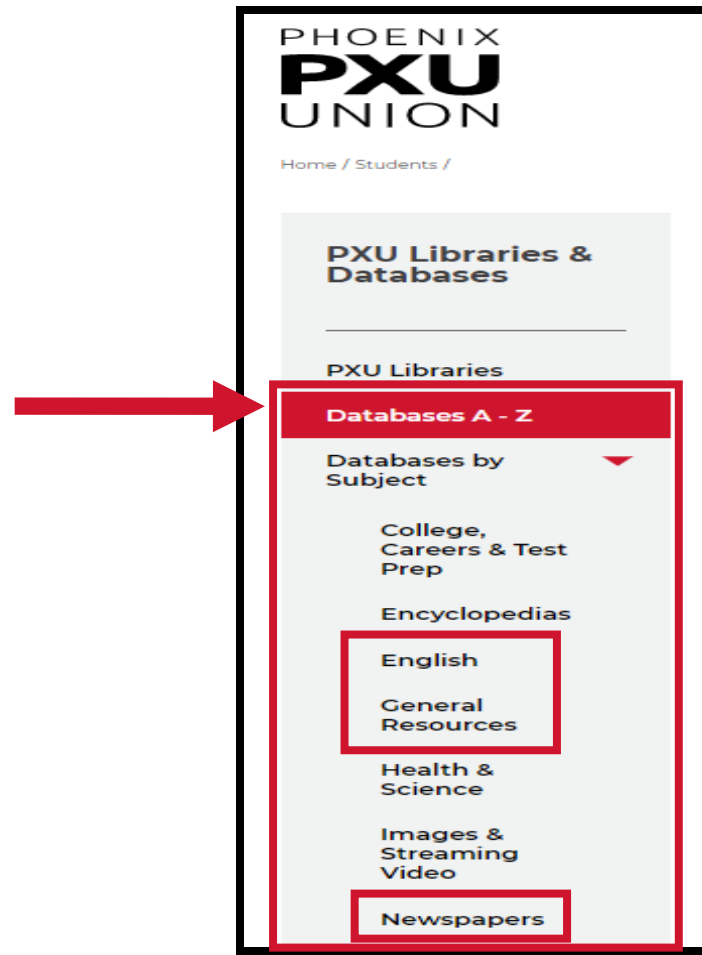 PHOENIX
PXU
UNION
Home / Students /
PXU Libraries &
Databases
PXU Libraries
Databases A - Z
Databases by
Subject
College,
Careers & Test
Prep
Encyclopedias
English
General
Resources
Health &
Science
Images &
Streaming
Video
Newspapers